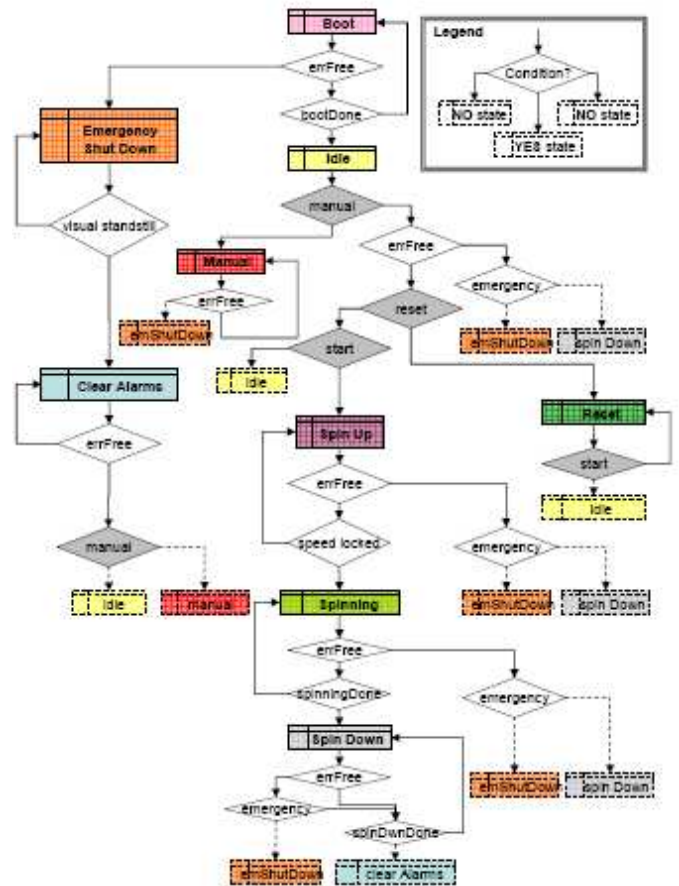 Boot
Legend
errFree
Condition?
bootDone
NO state
NO state
YES state
Emergency
Shut Down
Idle
manual
visual standstill
errFree
Manual
emergency
errFree
reset
emShutDown
start
emShutDown
spin Down
Idle
Clear Alarms
Reset
Spin Up
errFree
start
errFree
Idle
manual
speed locked
emergency
Idle
manual
Spinning
emShutDown
spin Down
errFree
spinningDone
emergency
Spin Down
errFree
emShutDown
spin Down
emergency
spinDwnDone
emShutDown
clear Alarms